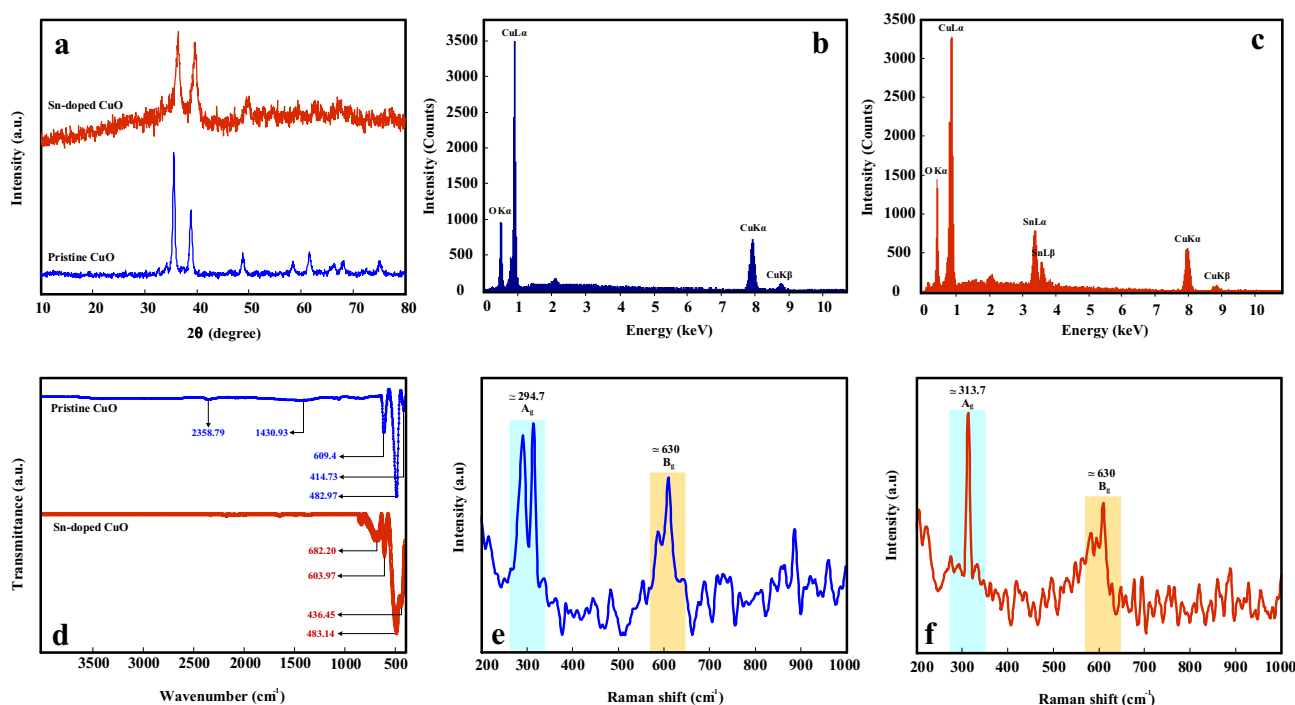 a
Sn-doped CuO
Pristine CuO
Intensity (a.u.)
10 20 30 40 50 60 70 80
2θ (degree)
b
CuLα
O Kα
CuKα
CuKβ
3500
3000
2500
2000
1500
1000
500
0
Intensity (Counts)
0 1 2 3 4 5 6 7 8 9 10
Energy (keV)
c
CuLα
O Kα
SnLα
SnLβ
CuKα
CuKβ
3500
3000
2500
2000
1500
1000
500
0
Intensity (Counts)
0 1 2 3 4 5 6 7 8 9 10
Energy (keV)
Pristine CuO
2358.79
1430.93
609.4
414.73
482.97
Sn-doped CuO
682.20
603.97
436.45
483.14
d
Transmittance (a.u.)
3500 3000 2500 2000 1500 1000 500
Wavenumber (cm⁻¹)
≃ 294.7
Ag
≃ 630
Bg
e
Intensity (a.u)
200 300 400 500 600 700 800 900 1000
Raman shift (cm⁻¹)
≃ 313.7
Ag
≃ 630
Bg
f
Intensity (a.u)
200 300 400 500 600 700 800 900 1000
Raman shift (cm⁻¹)